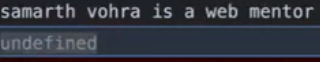 samarth vohra is a web mentor
undefined